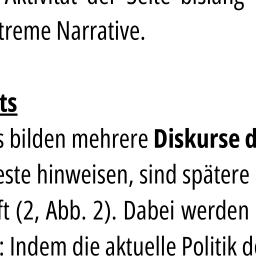 Aktivität der Seite bislang
treme Narrative.
ts
s bilden mehrere Diskurse d
este hinweisen, sind spätere
ft (2, Abb. 2). Dabei werden
: Indem die aktuelle Politik d